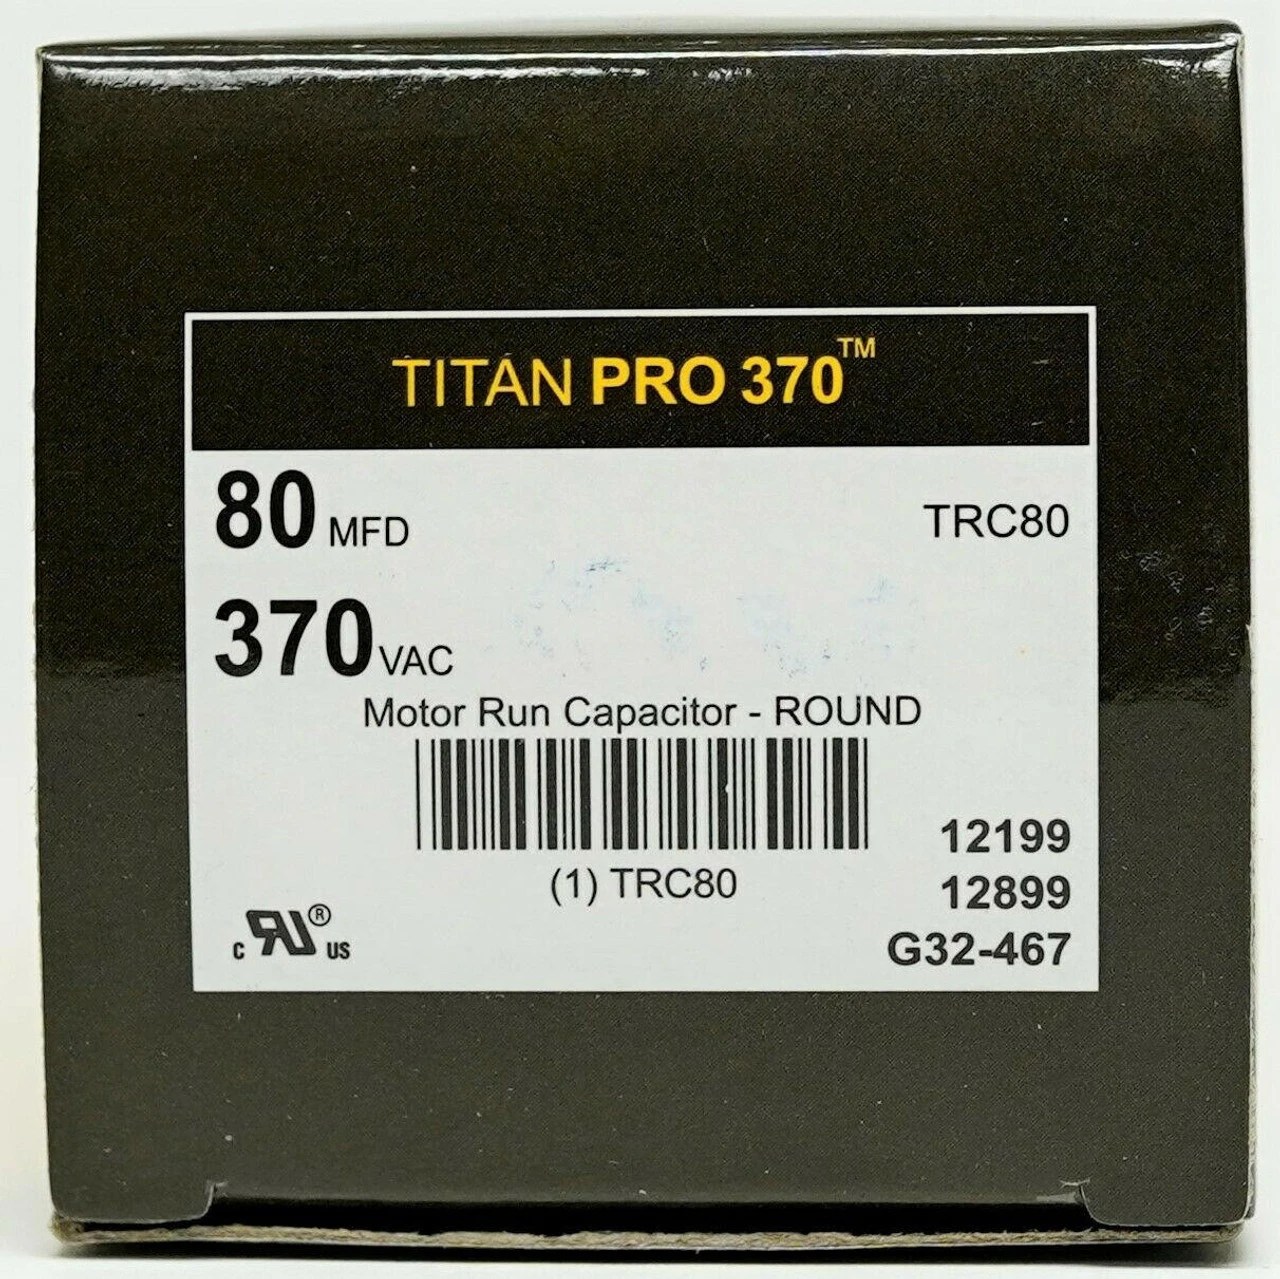 TITAN PRO 370™
80 MFD
TRC80
370 VAC
Motor Run Capacitor - ROUND
(1) TRC80
12199
12899
G32-467
c RU® US